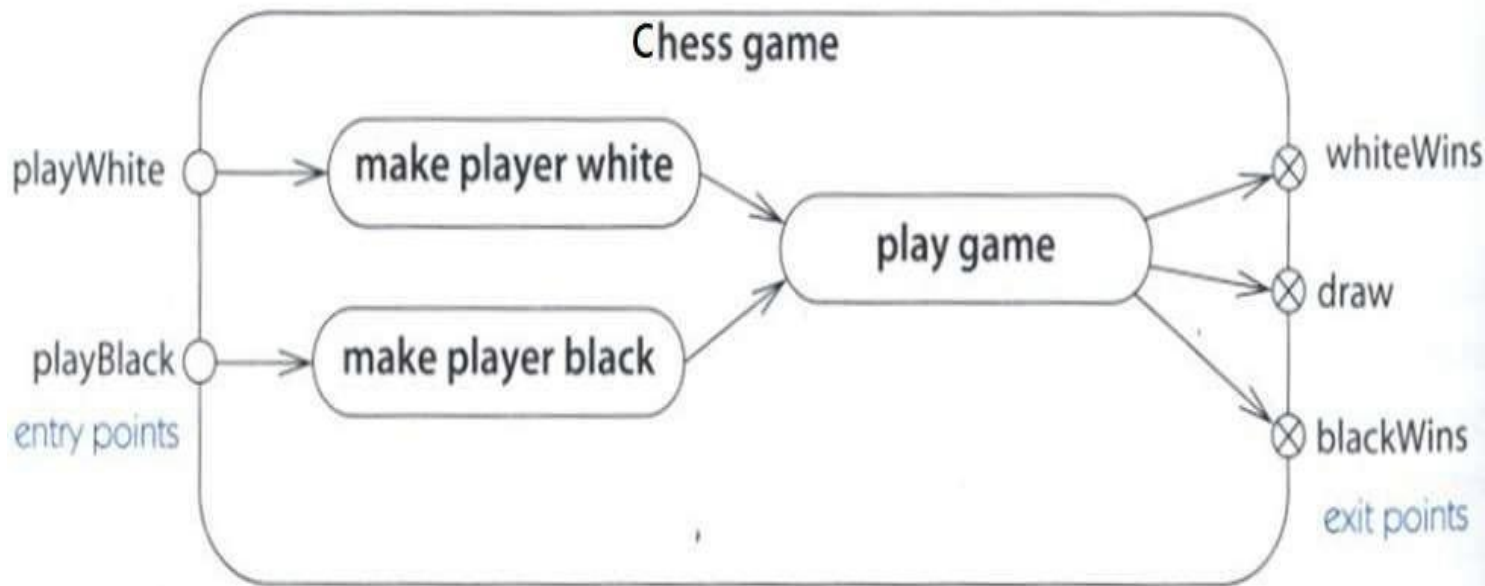 Chess game
playWhite
make player white
whiteWins
play game
draw
playBlack
make player black
blackWins
entry points
exit points